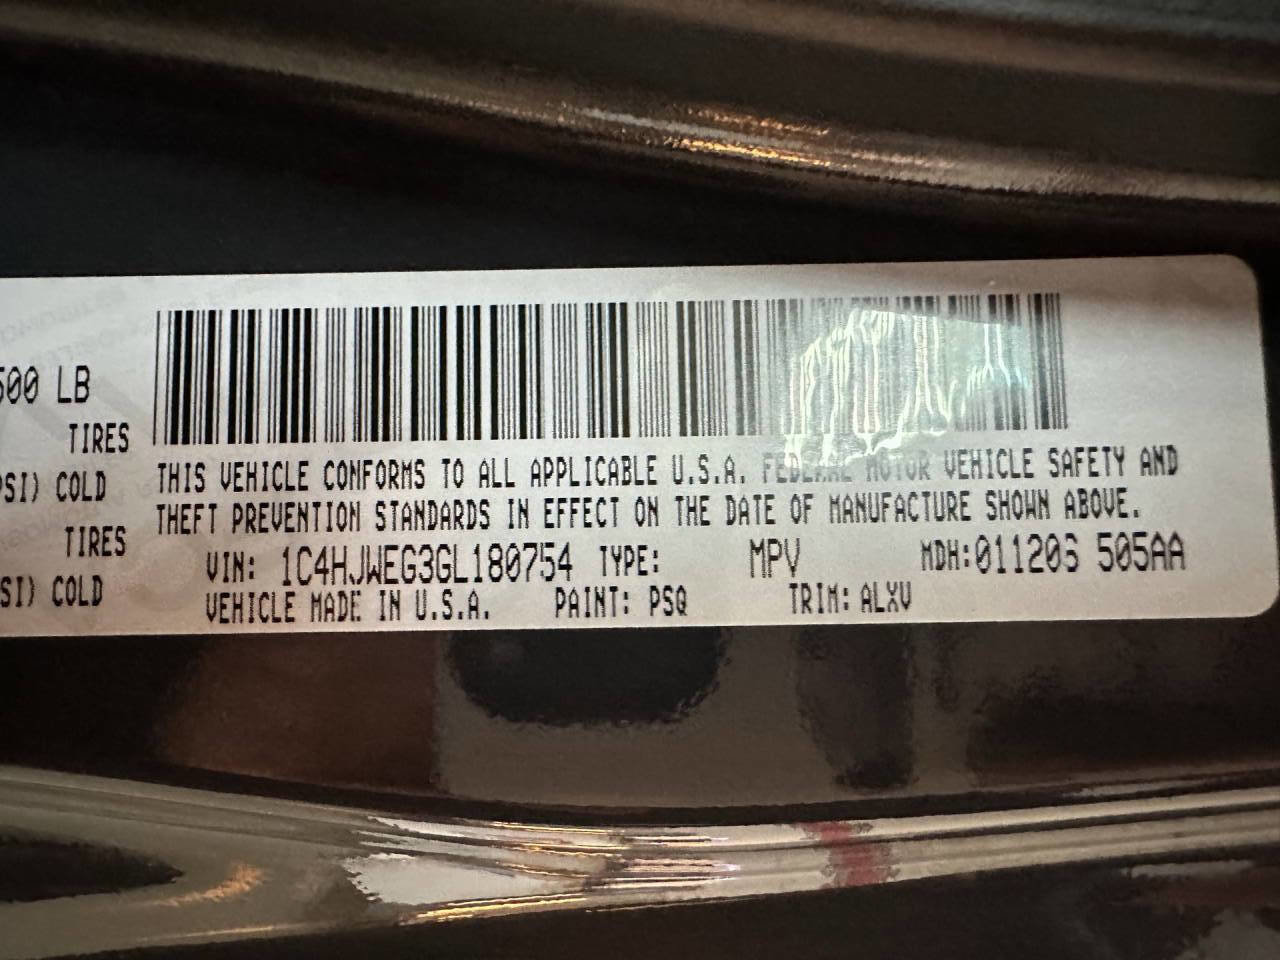 500 LB
TIRES
PSI) COLD
TIRES
SI) COLD
THIS VEHICLE CONFORMS TO ALL APPLICABLE U.S.A. FEDERAL MOTOR VEHICLE SAFETY AND
THEFT PREVENTION STANDARDS IN EFFECT ON THE DATE OF MANUFACTURE SHOWN ABOVE.
VIN: 1C4HJWEG3GL180754 TYPE: MPV MDH:011206 505AA
VEHICLE MADE IN U.S.A. PAINT: PSQ TRIM: ALXV